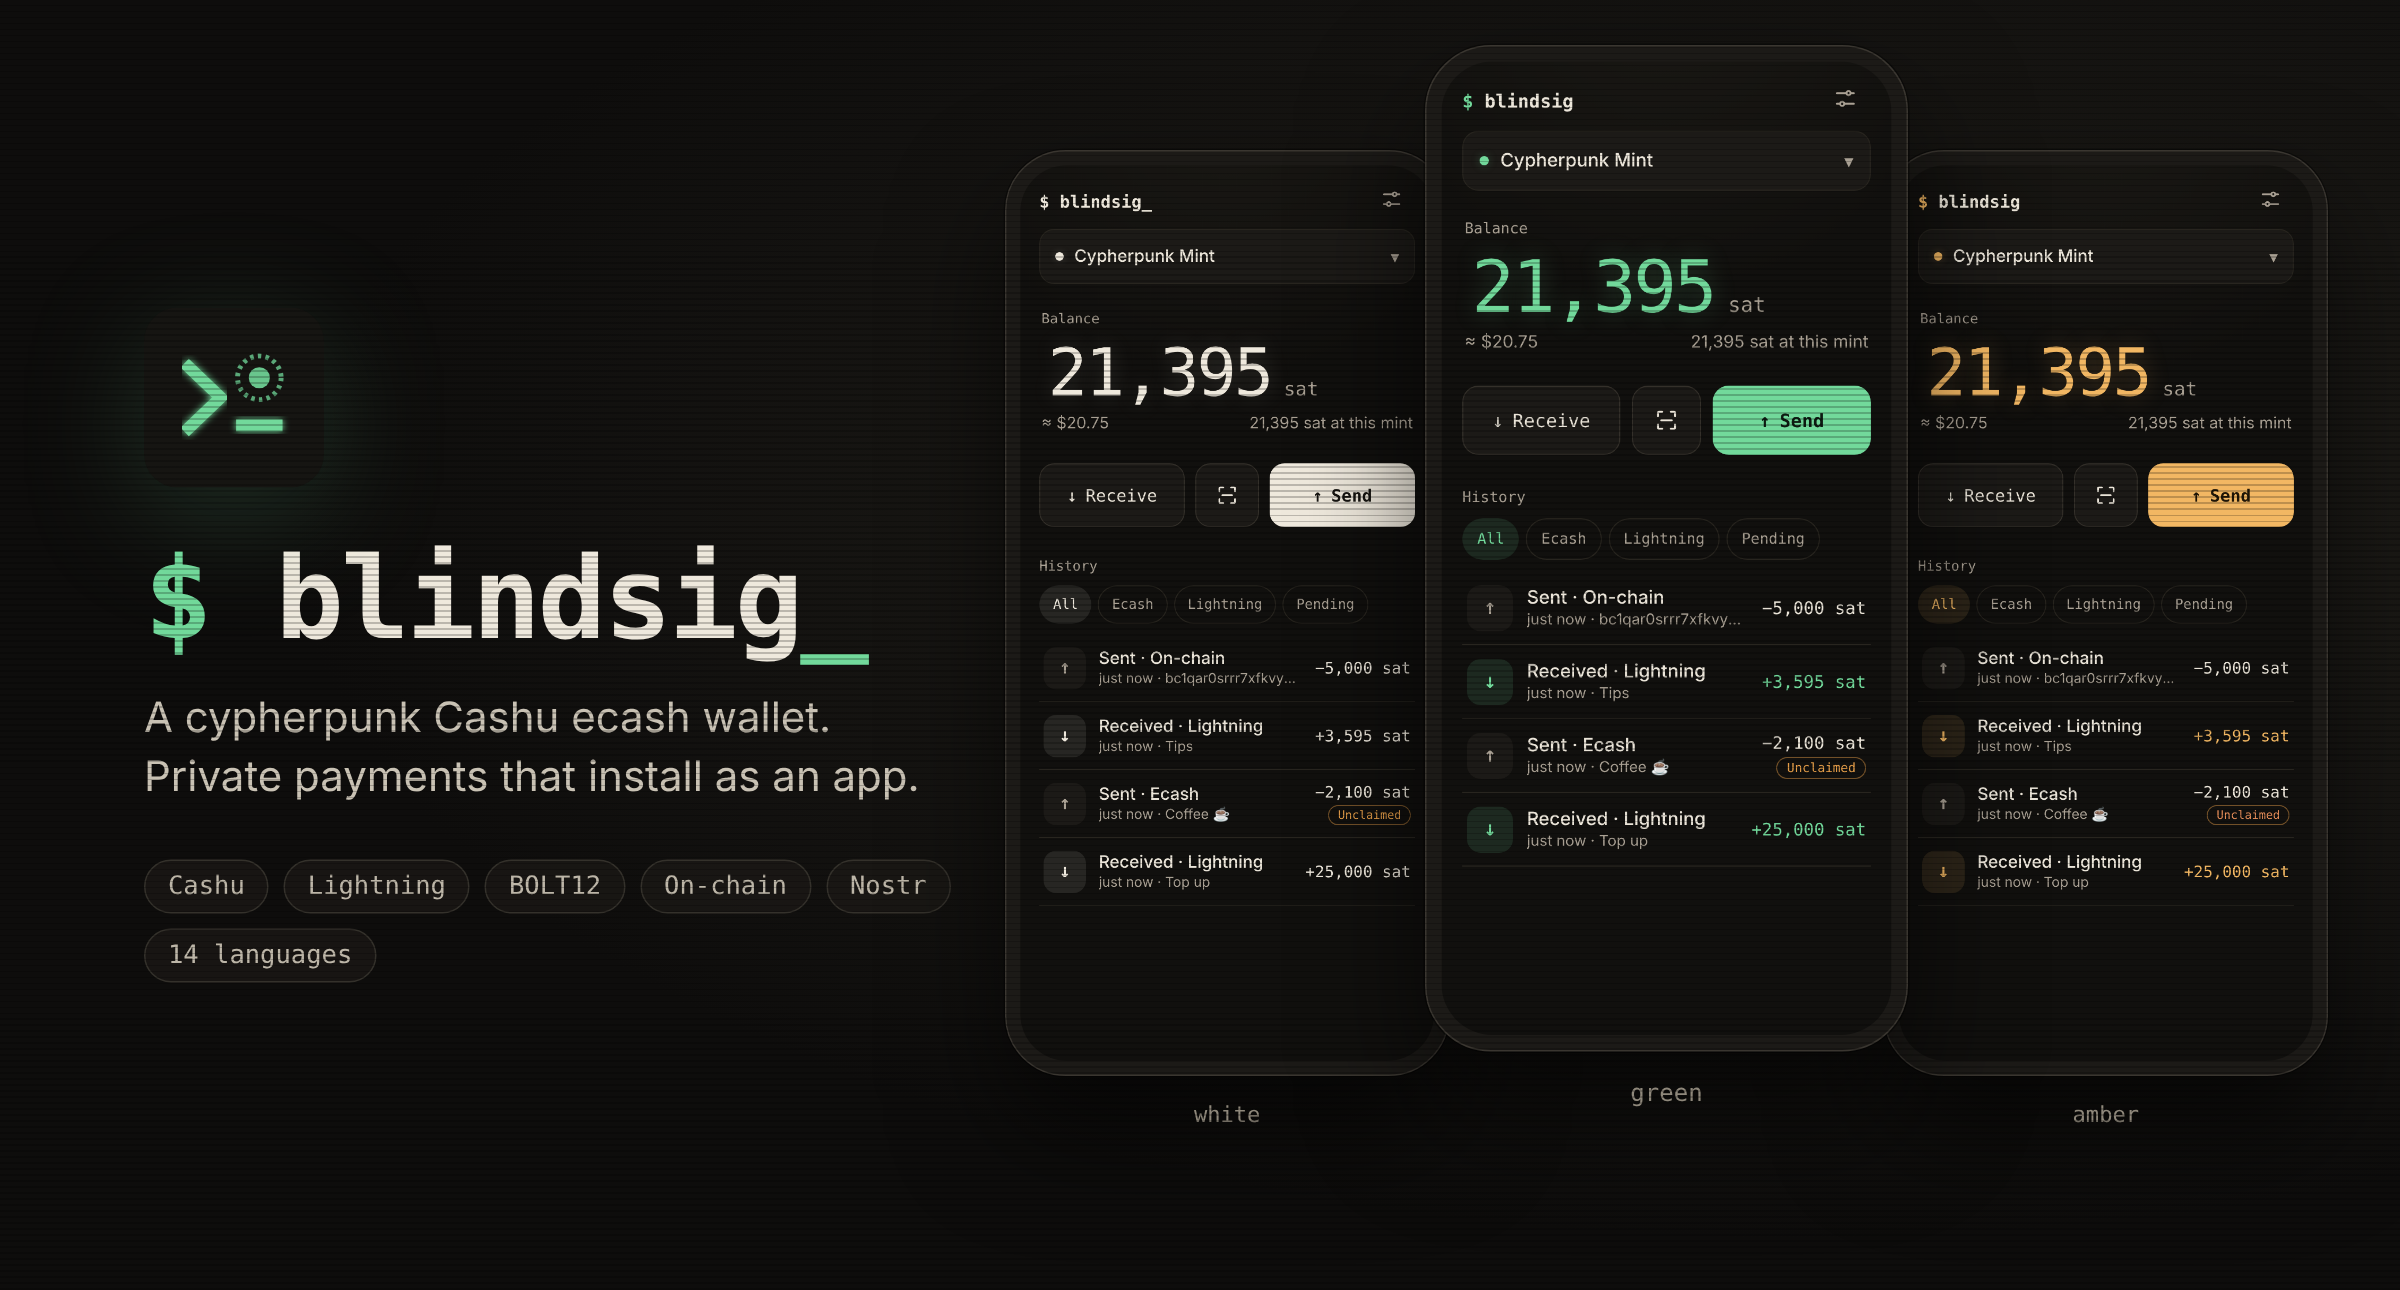 $ blindsig_
A cypherpunk Cashu ecash wallet.
Private payments that install as an app.
Cashu Lightning BOLT12 On-chain Nostr
14 languages
$ blindsig_
Cypherpunk Mint ▾
Balance
21,395 sat
≈ $20.75 21,395 sat at this mint
↓ Receive ↑ Send
History
All Ecash Lightning Pending
↑ Sent · On-chain −5,000 sat
just now · bc1qar0srrr7xfkvy...
↓ Received · Lightning +3,595 sat
just now · Tips
↑ Sent · Ecash −2,100 sat
just now · Coffee ☕ Unclaimed
↓ Received · Lightning +25,000 sat
just now · Top up
white
$ blindsig
Cypherpunk Mint ▾
Balance
21,395 sat
≈ $20.75 21,395 sat at this mint
↓ Receive ↑ Send
History
All Ecash Lightning Pending
↑ Sent · On-chain −5,000 sat
just now · bc1qar0srrr7xfkvy...
↓ Received · Lightning +3,595 sat
just now · Tips
↑ Sent · Ecash −2,100 sat
just now · Coffee ☕ Unclaimed
↓ Received · Lightning +25,000 sat
just now · Top up
green
$ blindsig
Cypherpunk Mint ▾
Balance
21,395 sat
≈ $20.75 21,395 sat at this mint
↓ Receive ↑ Send
History
All Ecash Lightning Pending
↑ Sent · On-chain −5,000 sat
just now · bc1qar0srrr7xfkvy...
↓ Received · Lightning +3,595 sat
just now · Tips
↑ Sent · Ecash −2,100 sat
just now · Coffee ☕ Unclaimed
↓ Received · Lightning +25,000 sat
just now · Top up
amber